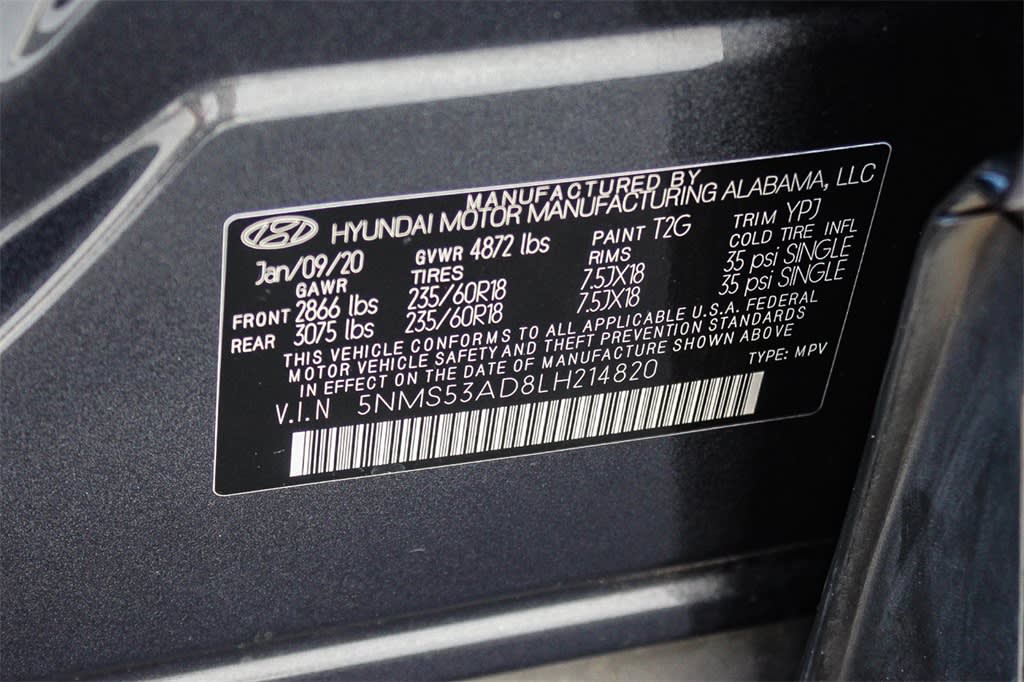 MANUFACTURED BY
HYUNDAI MOTOR MANUFACTURING ALABAMA, LLC
Jan/09/20 GVWR 4872 lbs PAINT T2G TRIM YPJ
GAWR TIRES RIMS COLD TIRE INFL
FRONT 2866 lbs 235/60R18 7.5JX18 35 psi SINGLE
REAR 3075 lbs 235/60R18 7.5JX18 35 psi SINGLE
THIS VEHICLE CONFORMS TO ALL APPLICABLE U.S.A. FEDERAL
MOTOR VEHICLE SAFETY AND THEFT PREVENTION STANDARDS
IN EFFECT ON THE DATE OF MANUFACTURE SHOWN ABOVE
V.I.N 5NMS53AD8LH214820 TYPE: MPV